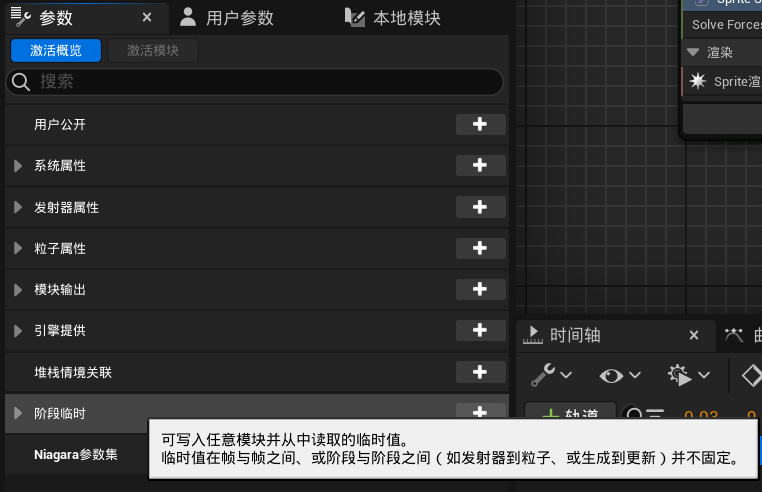 参数
用户参数
本地模块
激活概览
激活模块
搜索
用户公开
系统属性
发射器属性
粒子属性
模块输出
引擎提供
堆栈情境关联
阶段临时
Niagara参数集
可写入任意模块并从中读取的临时值。
临时值在帧与帧之间、或阶段与阶段之间（如发射器到粒子、或生成到更新）并不固定。
Solve Forces
渲染
Sprite渲
时间轴
轨道